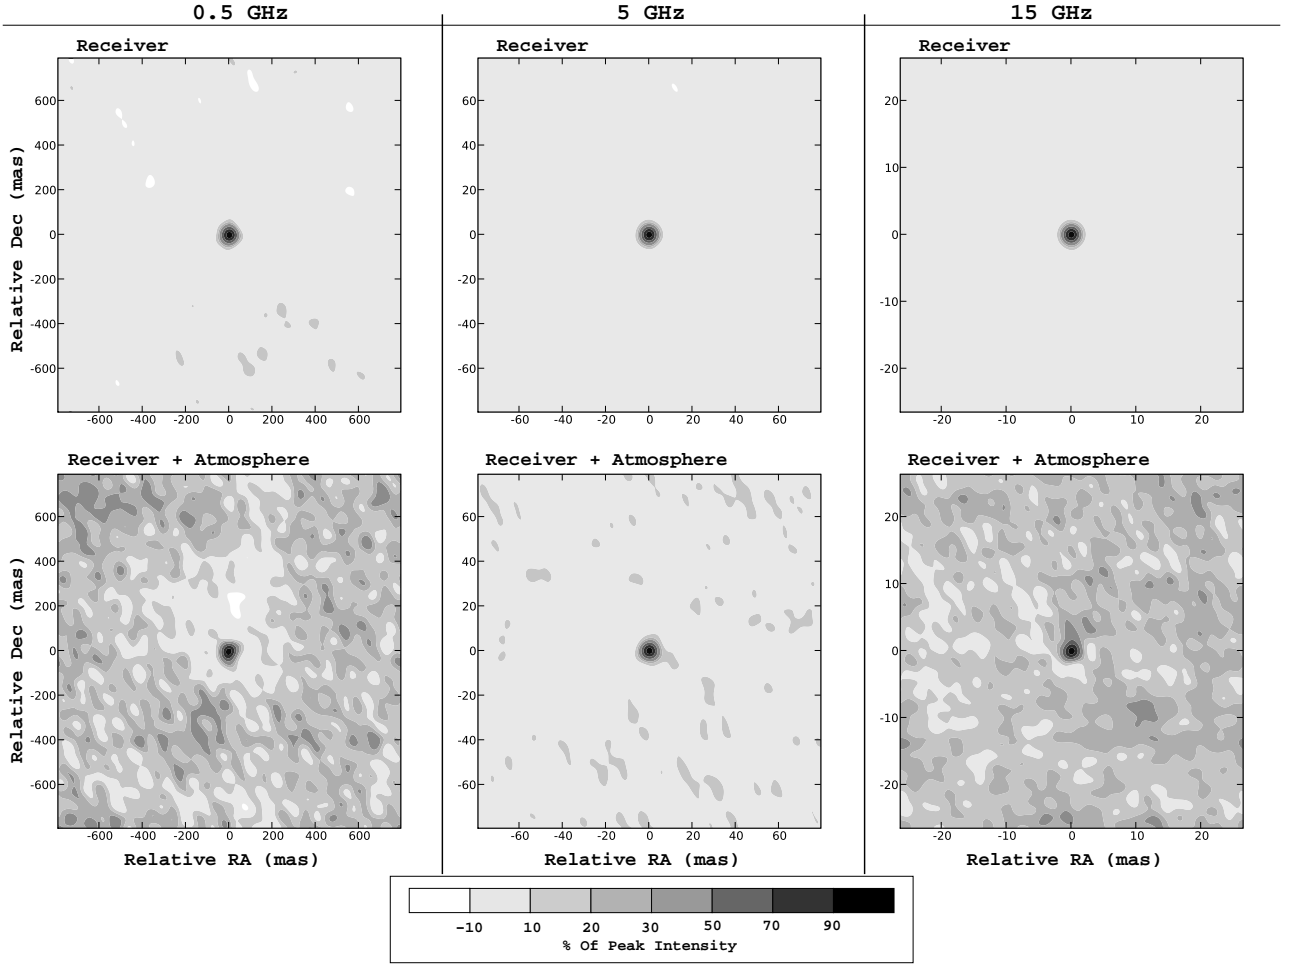 0.5 GHz 5 GHz 15 GHz
Receiver Receiver Receiver
Relative Dec (mas)
600 400 200 0 -200 -400 -600
-600 -400 -200 0 200 400 600
60 40 20 0 -20 -40 -60
-60 -40 -20 0 20 40 60
20 10 0 -10 -20
-20 -10 0 10 20
Receiver + Atmosphere Receiver + Atmosphere Receiver + Atmosphere
Relative Dec (mas)
600 400 200 0 -200 -400 -600
-600 -400 -200 0 200 400 600
60 40 20 0 -20 -40 -60
-60 -40 -20 0 20 40 60
20 10 0 -10 -20
-20 -10 0 10 20
Relative RA (mas) Relative RA (mas) Relative RA (mas)
-10 10 20 30 50 70 90
% Of Peak Intensity